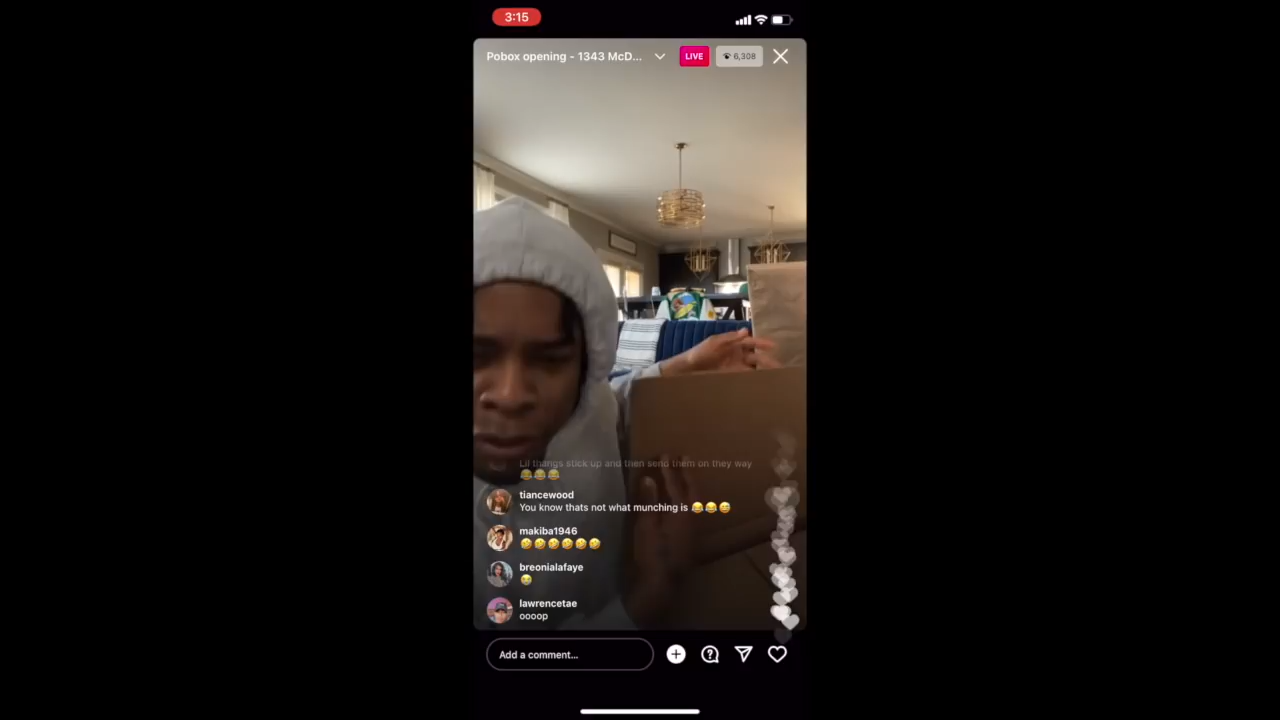 3:15
Pobox opening - 1343 McD...
LIVE
6,308
Lil thangs stick up and then send them on they way
😂😂😂
tiancewood
You know thats not what munching is 😂😂😅
makiba1946
🤣🤣🤣🤣🤣🤣
breonialafaye
😂
lawrencetae
oooop
Add a comment...